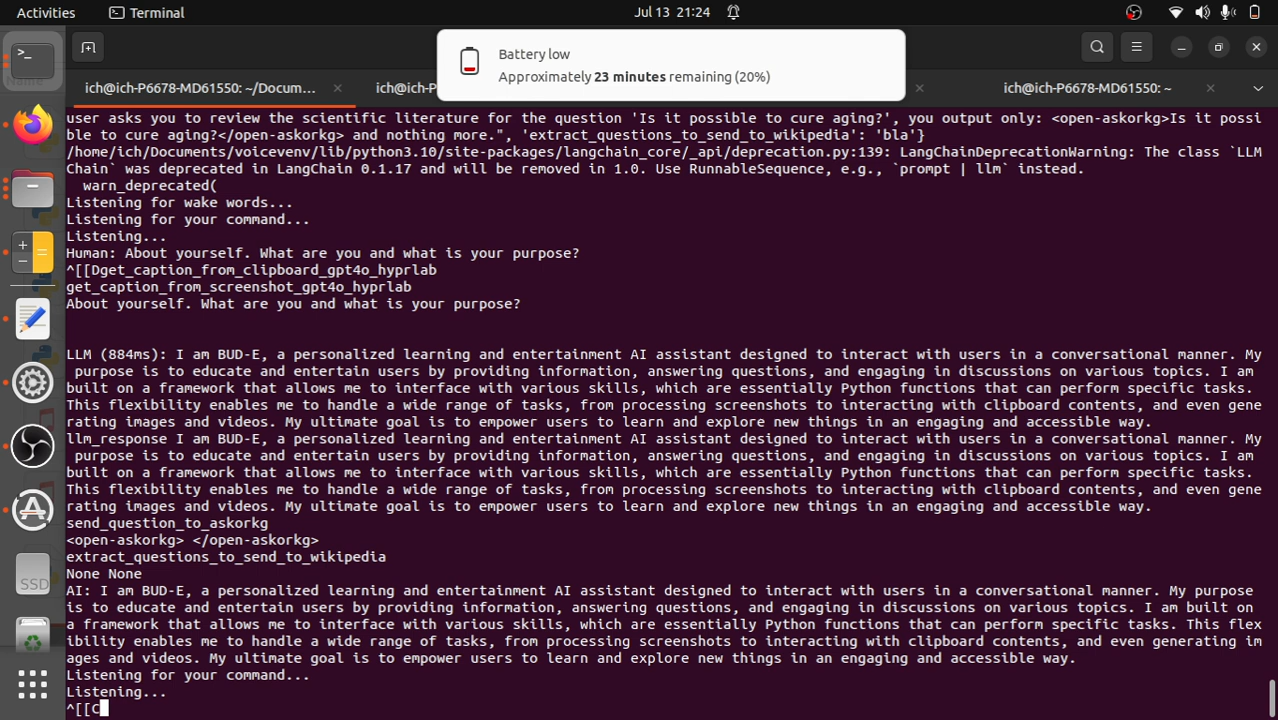 Activities
Terminal
Jul 13 21:24
Battery low
Approximately 23 minutes remaining (20%)
ich@ich-P6678-MD61550: ~/Docum...
ich@ich-P
ich@ich-P6678-MD61550: ~
user asks you to review the scientific literature for the question 'Is it possible to cure aging?', you output only: <open-askorkg>Is it possi
ble to cure aging?</open-askorkg> and nothing more.", 'extract_questions_to_send_to_wikipedia': 'bla'}
/home/ich/Documents/voicevenv/lib/python3.10/site-packages/langchain_core/_api/deprecation.py:139: LangChainDeprecationWarning: The class `LLM
Chain` was deprecated in LangChain 0.1.17 and will be removed in 1.0. Use RunnableSequence, e.g., `prompt | llm` instead.
warn_deprecated(
Listening for wake words...
Listening for your command...
Listening...
Human: About yourself. What are you and what is your purpose?
^[[Dget_caption_from_clipboard_gpt4o_hyprlab
get_caption_from_screenshot_gpt4o_hyprlab
About yourself. What are you and what is your purpose?
LLM (884ms): I am BUD-E, a personalized learning and entertainment AI assistant designed to interact with users in a conversational manner. My
purpose is to educate and entertain users by providing information, answering questions, and engaging in discussions on various topics. I am
built on a framework that allows me to interface with various skills, which are essentially Python functions that can perform specific tasks.
This flexibility enables me to handle a wide range of tasks, from processing screenshots to interacting with clipboard contents, and even gene
rating images and videos. My ultimate goal is to empower users to learn and explore new things in an engaging and accessible way.
llm_response I am BUD-E, a personalized learning and entertainment AI assistant designed to interact with users in a conversational manner. My
purpose is to educate and entertain users by providing information, answering questions, and engaging in discussions on various topics. I am
built on a framework that allows me to interface with various skills, which are essentially Python functions that can perform specific tasks.
This flexibility enables me to handle a wide range of tasks, from processing screenshots to interacting with clipboard contents, and even gene
rating images and videos. My ultimate goal is to empower users to learn and explore new things in an engaging and accessible way.
send_question_to_askorkg
<open-askorkg> </open-askorkg>
extract_questions_to_send_to_wikipedia
None None
AI: I am BUD-E, a personalized learning and entertainment AI assistant designed to interact with users in a conversational manner. My purpose
is to educate and entertain users by providing information, answering questions, and engaging in discussions on various topics. I am built on
a framework that allows me to interface with various skills, which are essentially Python functions that can perform specific tasks. This flex
ibility enables me to handle a wide range of tasks, from processing screenshots to interacting with clipboard contents, and even generating im
ages and videos. My ultimate goal is to empower users to learn and explore new things in an engaging and accessible way.
Listening for your command...
Listening...
^[[C
SSD